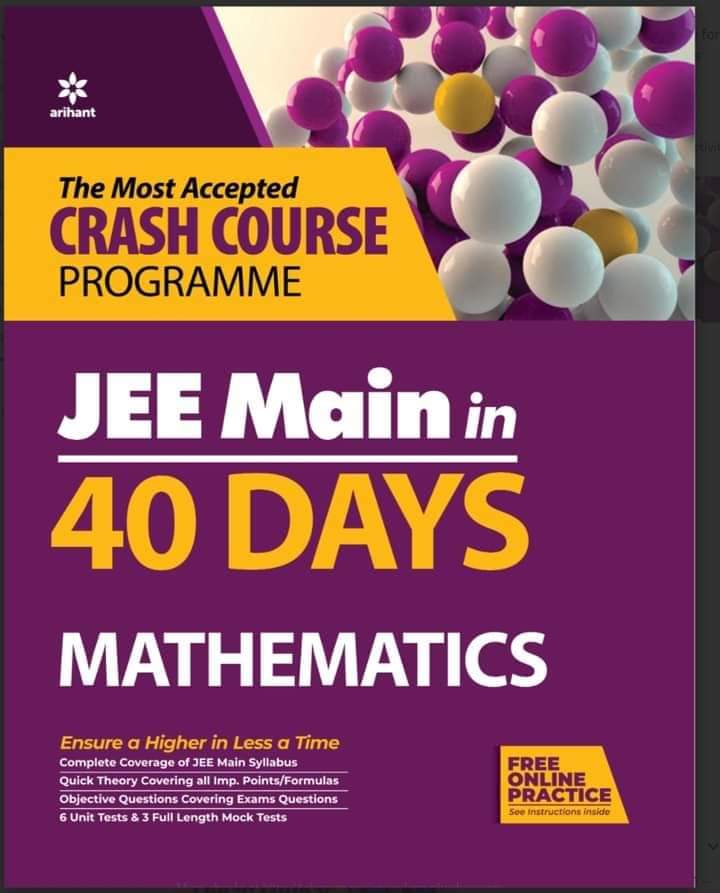 arihant
The Most Accepted
CRASH COURSE
PROGRAMME
JEE Main in
40 DAYS
MATHEMATICS
Ensure a Higher in Less a Time
Complete Coverage of JEE Main Syllabus
Quick Theory Covering all Imp. Points/Formulas
Objective Questions Covering Exams Questions
6 Unit Tests & 3 Full Length Mock Tests
FREE
ONLINE
PRACTICE
See Instructions inside